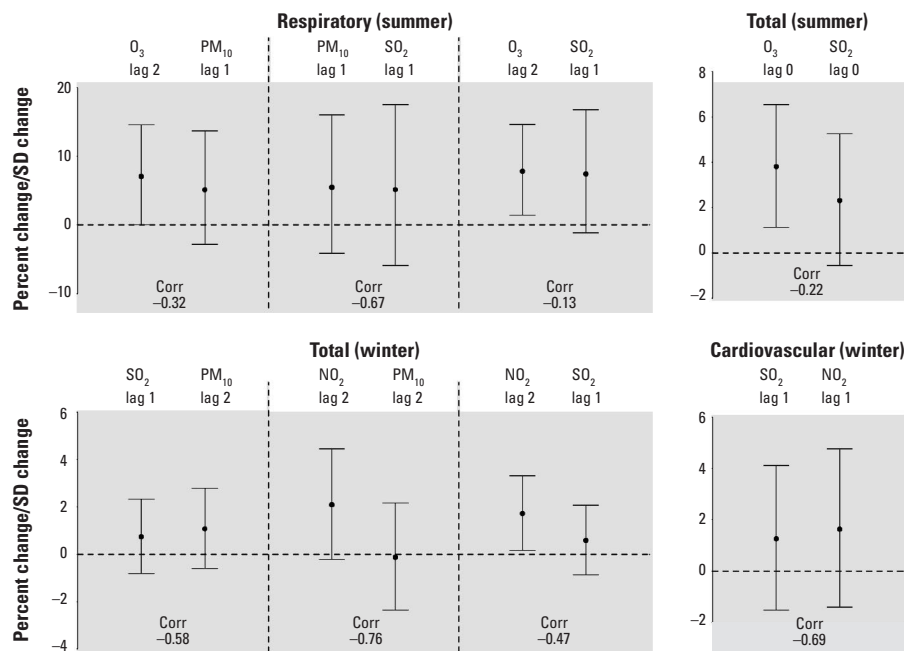 Respiratory (summer)
Total (summer)
O₃ PM₁₀ PM₁₀ SO₂ O₃ SO₂
lag 2 lag 1 lag 1 lag 1 lag 2 lag 1
O₃ SO₂
lag 0 lag 0
Percent change/SD change
20
10
0
–10
Corr Corr Corr
–0.32 –0.67 –0.13
8
6
4
2
0
–2
Corr
–0.22
Total (winter)
Cardiovascular (winter)
SO₂ PM₁₀ NO₂ PM₁₀ NO₂ SO₂
lag 1 lag 2 lag 2 lag 2 lag 2 lag 1
SO₂ NO₂
lag 1 lag 1
Percent change/SD change
6
4
2
0
–2
–4
Corr Corr Corr
–0.58 –0.76 –0.47
6
4
2
0
–2
Corr
–0.69